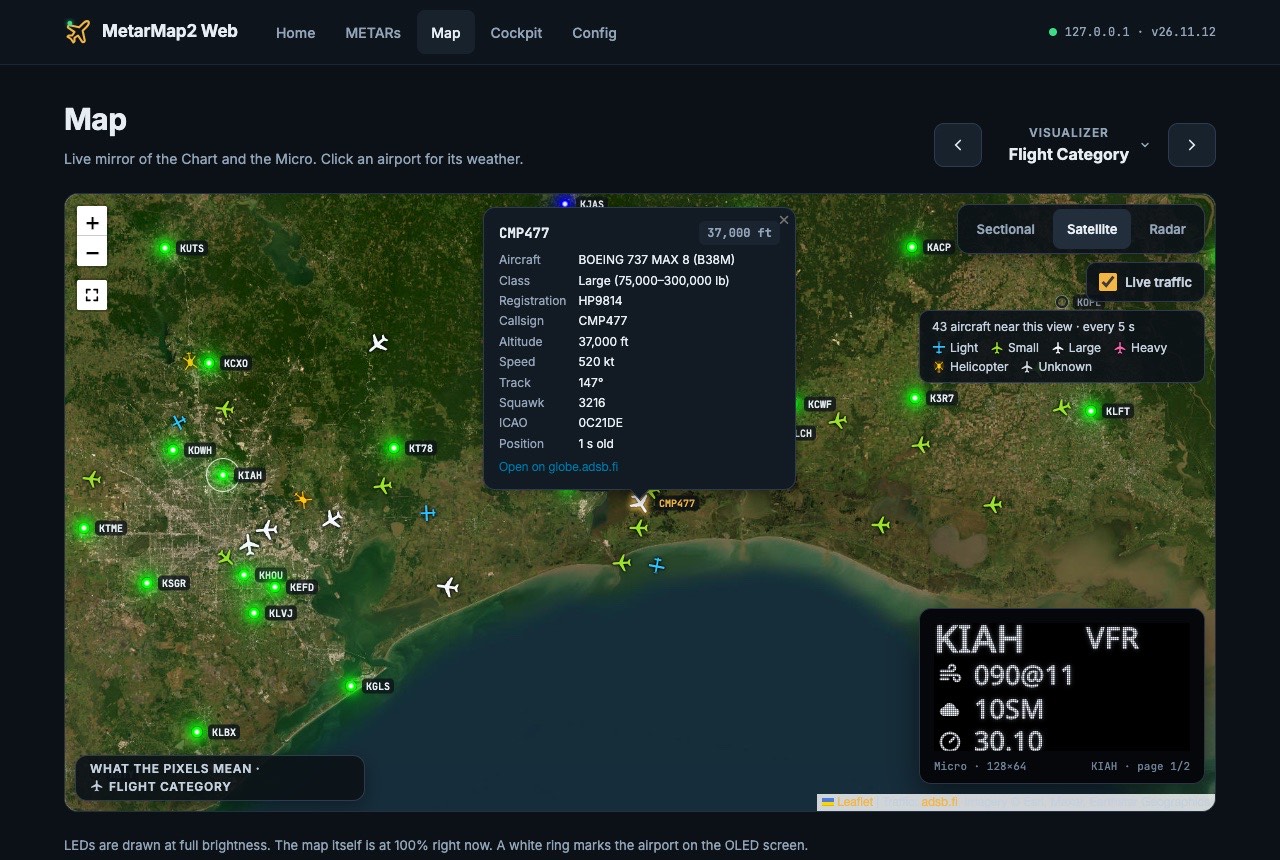 MetarMap2 Web
Home
METARs
Map
Cockpit
Config
127.0.0.1 · v26.11.12
Map
Live mirror of the Chart and the Micro. Click an airport for its weather.
VISUALIZER
Flight Category
+
−
KJAS
KUTS
KACP
Sectional
Satellite
Radar
Live traffic
43 aircraft near this view · every 5 s
Light
Small
Large
Heavy
Helicopter
Unknown
CMP477
37,000 ft
Aircraft BOEING 737 MAX 8 (B38M)
Class Large (75,000–300,000 lb)
Registration HP9814
Callsign CMP477
Altitude 37,000 ft
Speed 520 kt
Track 147°
Squawk 3216
ICAO 0C21DE
Position 1 s old
Open on globe.adsb.fi
KCXO
K3R7
KCWF
KLFT
LCH
KDWH
KT78
KIAH
CMP477
KTME
KHOU
KSGR
KEFD
KLVJ
KGLS
KLBX
KIAH VFR
090@11
10SM
30.10
Micro · 128×64
KIAH · page 1/2
WHAT THE PIXELS MEAN ·
FLIGHT CATEGORY
Leaflet
adsb.fi
LEDs are drawn at full brightness. The map itself is at 100% right now. A white ring marks the airport on the OLED screen.